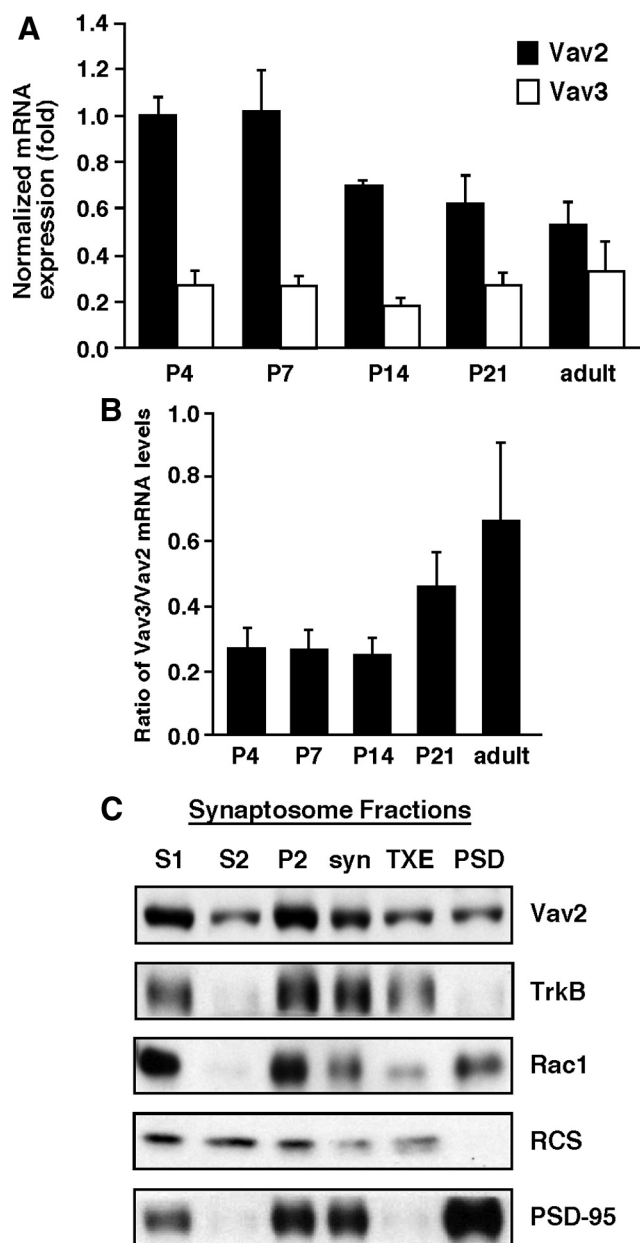 A
Normalized mRNA
expression (fold)
1.4
1.2
1.0
0.8
0.6
0.4
0.2
0.0
Vav2
Vav3
P4 P7 P14 P21 adult
B
Ratio of Vav3/Vav2 mRNA levels
1.0
0.8
0.6
0.4
0.2
0.0
P4 P7 P14 P21 adult
C
Synaptosome Fractions
S1 S2 P2 syn TXE PSD
Vav2
TrkB
Rac1
RCS
PSD-95